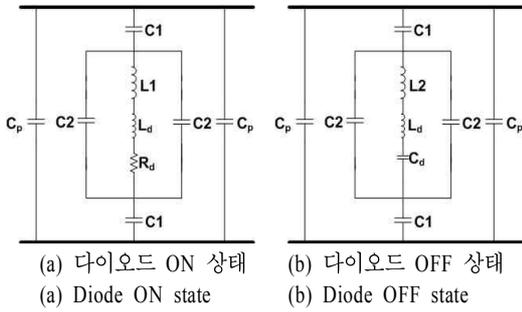 C1 C1
L1 L2
Cp C2 Ld C2 Cp Cp C2 Ld C2 Cp
Rd Cd
C1 C1
(a) 다이오드 ON 상태 (b) 다이오드 OFF 상태
(a) Diode ON state (b) Diode OFF state